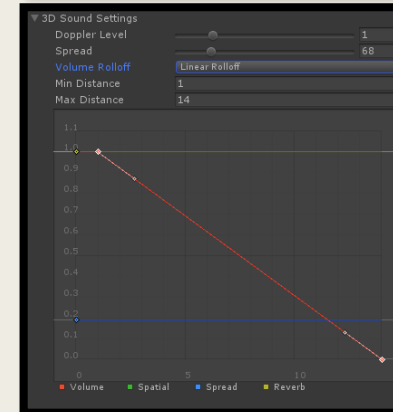 3D Sound Settings
Doppler Level 1
Spread 68
Volume Rolloff Linear Rolloff
Min Distance 1
Max Distance 14
1.1
1.0
0.9
0.8
0.7
0.6
0.5
0.4
0.3
0.2
0.1
0.0
0 5 10
Volume Spatial Spread Reverb